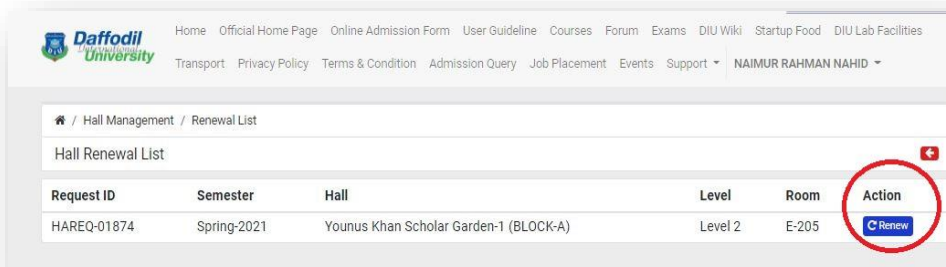 Daffodil
International
University
Home Official Home Page Online Admission Form User Guideline Courses Forum Exams DIU Wiki Startup Food DIU Lab Facilities
Transport Privacy Policy Terms & Condition Admission Query Job Placement Events Support NAIMUR RAHMAN NAHID
/ Hall Management / Renewal List
Hall Renewal List
Request ID Semester Hall Level Room Action
HAREQ-01874 Spring-2021 Younus Khan Scholar Garden-1 (BLOCK-A) Level 2 E-205 Renew